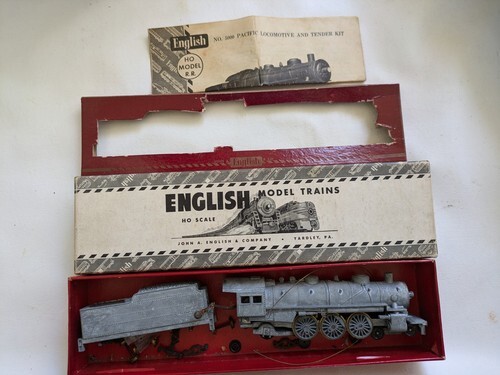 English
HO
MODEL
R.R.
NO. 2000 PACIFIC LOCOMOTIVE AND TENDER KIT
English
ENGLISH MODEL TRAINS
HO SCALE
JOHN A. ENGLISH & COMPANY • YARDLEY, PA.